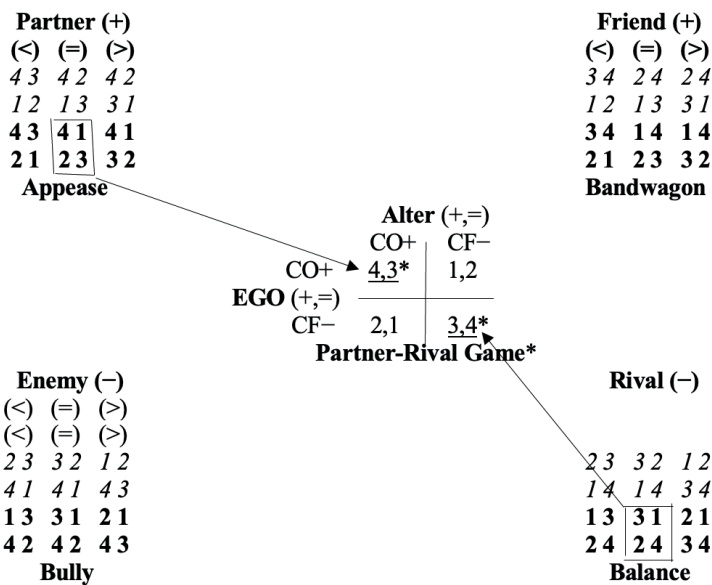 Partner (+)
(<) (=) (>)
4 3 4 2 4 2
1 2 1 3 3 1
4 3 4 1 4 1
2 1 2 3 3 2
Appease
Friend (+)
(<) (=) (>)
3 4 2 4 2 4
1 2 1 3 3 1
3 4 1 4 1 4
2 1 2 3 3 2
Bandwagon
Alter (+,=)
CO+ CF−
CO+ 4,3* 1,2
EGO (+,=)
CF− 2,1 3,4*
Partner-Rival Game*
Enemy (−)
(<) (=) (>)
(<) (=) (>)
2 3 3 2 1 2
4 1 4 1 4 3
1 3 3 1 2 1
4 2 4 2 4 3
Bully
Rival (−)
2 3 3 2 1 2
1 4 1 4 3 4
1 3 3 1 2 1
2 4 2 4 3 4
Balance